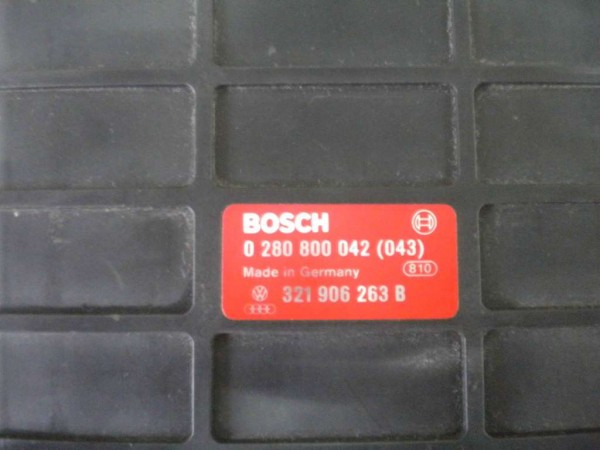 BOSCH
0 280 800 042 (043)
Made in Germany 810
321 906 263 B